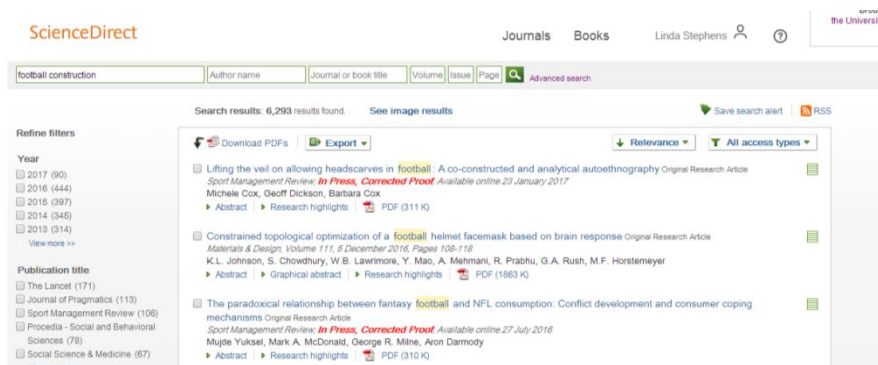 the Universi
ScienceDirect
Journals Books Linda Stephens ?
football construction Author name Journal or book title Volume Issue Page Advanced search
Search results: 6,293 results found. See image results Save search alert RSS
Refine filters
Download PDFs Export Relevance All access types
Year
2017 (90)
2016 (444)
2015 (397)
2014 (345)
2013 (314)
View more >>
Publication title
The Lancet (171)
Journal of Pragmatics (113)
Sport Management Review (106)
Procedia - Social and Behavioral
Sciences (78)
Social Science & Medicine (67)
Lifting the veil on allowing headscarves in football: A co-constructed and analytical autoethnography Original Research Article
Sport Management Review, In Press, Corrected Proof, Available online 23 January 2017
Michele Cox, Geoff Dickson, Barbara Cox
Abstract Research highlights PDF (311 K)
Constrained topological optimization of a football helmet facemask based on brain response Original Research Article
Materials & Design, Volume 111, 5 December 2016, Pages 108-118
K.L. Johnson, S. Chowdhury, W.B. Lawrimore, Y. Mao, A. Mehmani, R. Prabhu, G.A. Rush, M.F. Horstemeyer
Abstract Graphical abstract Research highlights PDF (1863 K)
The paradoxical relationship between fantasy football and NFL consumption: Conflict development and consumer coping
mechanisms Original Research Article
Sport Management Review, In Press, Corrected Proof, Available online 27 July 2016
Mujde Yuksel, Mark A. McDonald, George R. Milne, Aron Darmody
Abstract Research highlights PDF (310 K)